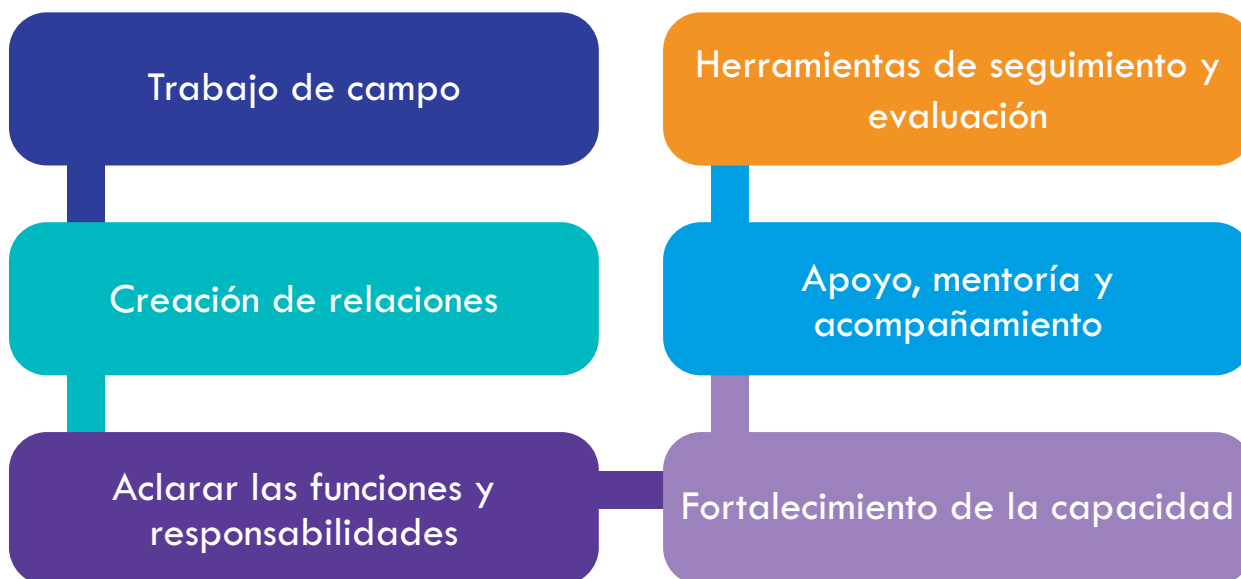 Trabajo de campo
Creación de relaciones
Aclarar las funciones y
responsabilidades
Fortalecimiento de la capacidad
Apoyo, mentoría y
acompañamiento
Herramientas de seguimiento y
evaluación